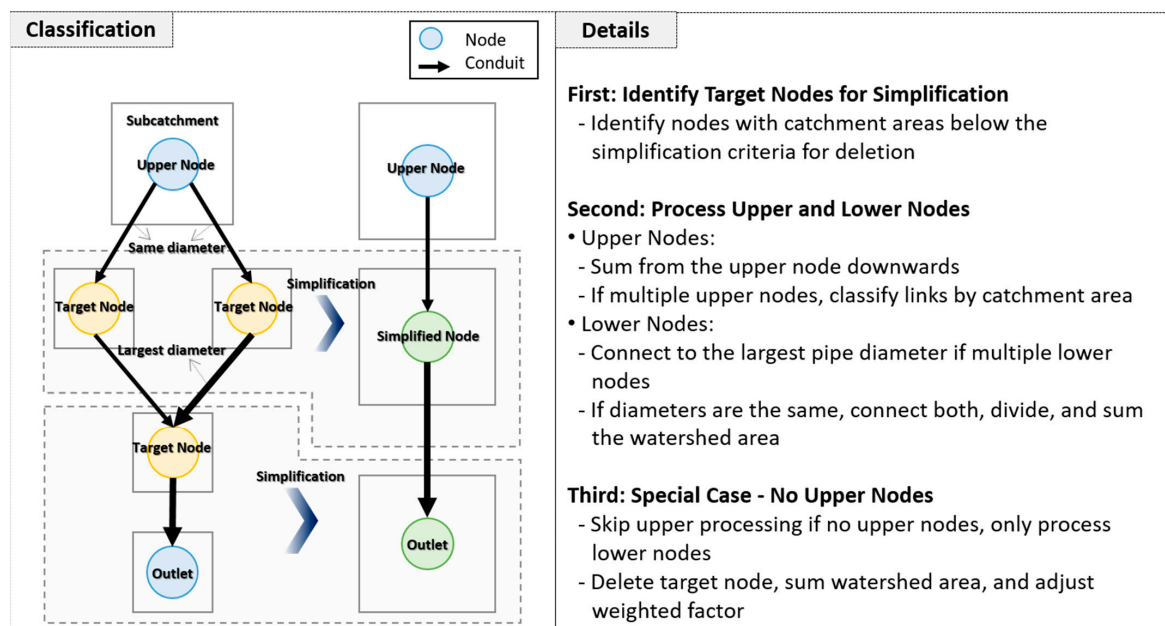 Classification
Node
Conduit
Subcatchment
Upper Node
Upper Node
Same diameter
Target Node
Target Node
Simplification
Simplified Node
Largest diameter
Target Node
Simplification
Outlet
Outlet
Details
First: Identify Target Nodes for Simplification
- Identify nodes with catchment areas below the
simplification criteria for deletion
Second: Process Upper and Lower Nodes
• Upper Nodes:
- Sum from the upper node downwards
- If multiple upper nodes, classify links by catchment area
• Lower Nodes:
- Connect to the largest pipe diameter if multiple lower
nodes
- If diameters are the same, connect both, divide, and sum
the watershed area
Third: Special Case - No Upper Nodes
- Skip upper processing if no upper nodes, only process
lower nodes
- Delete target node, sum watershed area, and adjust
weighted factor